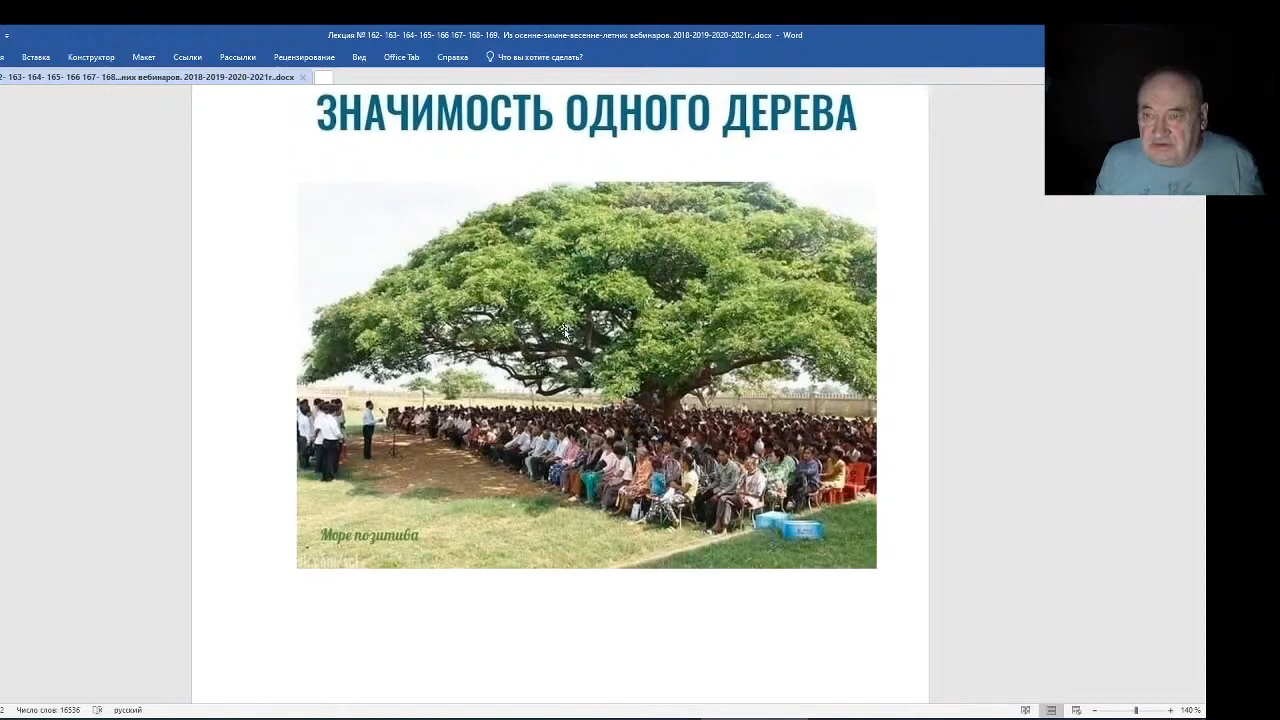 Лекция № 162- 163- 164- 165- 166 167- 168- 169. Из осенне-зимне-весенне-летних вебинаров. 2018-2019-2020-2021г..docx - Word
я Вставка Конструктор Макет Ссылки Рассылки Рецензирование Вид Office Tab Справка Что вы хотите сделать?
2- 163- 164- 165- 166 167- 168...них вебинаров. 2018-2019-2020-2021г..docx
ЗНАЧИМОСТЬ ОДНОГО ДЕРЕВА
Море позитива
2 Число слов: 16536 русский 140 %